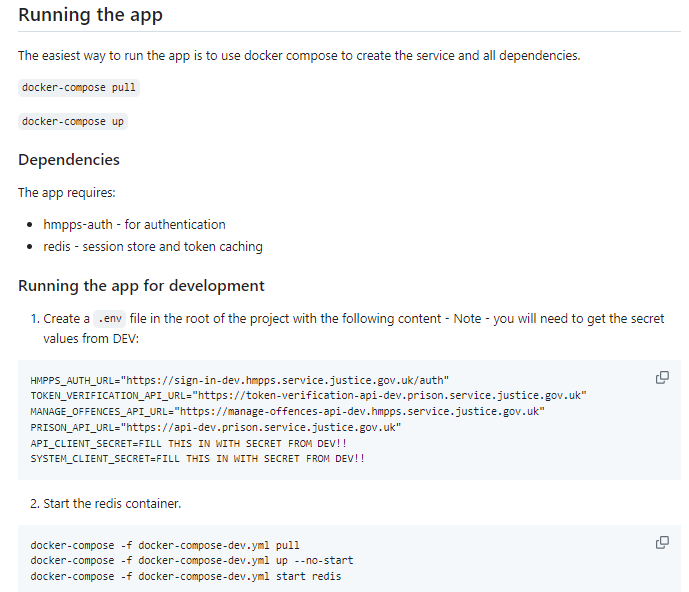 Running the app
The easiest way to run the app is to use docker compose to create the service and all dependencies.
docker-compose pull
docker-compose up
Dependencies
The app requires:
• hmpps-auth - for authentication
• redis - session store and token caching
Running the app for development
1. Create a .env file in the root of the project with the following content - Note - you will need to get the secret
values from DEV:
HMPPS_AUTH_URL="https://sign-in-dev.hmpps.service.justice.gov.uk/auth"
TOKEN_VERIFICATION_API_URL="https://token-verification-api-dev.prison.service.justice.gov.uk"
MANAGE_OFFENCES_API_URL="https://manage-offences-api-dev.hmpps.service.justice.gov.uk"
PRISON_API_URL="https://api-dev.prison.service.justice.gov.uk"
API_CLIENT_SECRET=FILL THIS IN WITH SECRET FROM DEV!!
SYSTEM_CLIENT_SECRET=FILL THIS IN WITH SECRET FROM DEV!!
2. Start the redis container.
docker-compose -f docker-compose-dev.yml pull
docker-compose -f docker-compose-dev.yml up --no-start
docker-compose -f docker-compose-dev.yml start redis